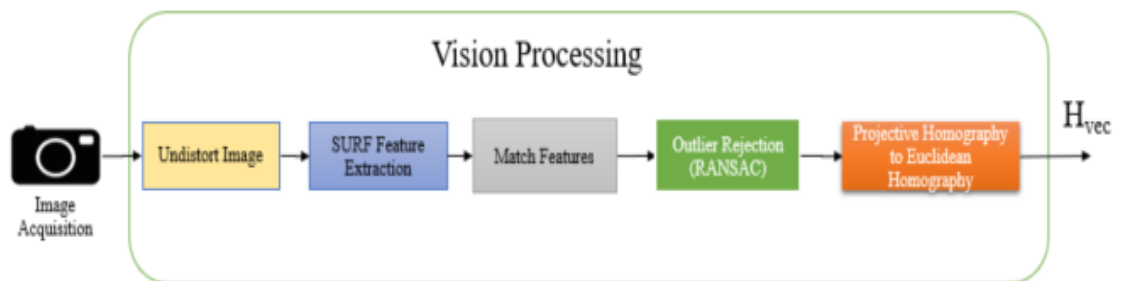 Vision Processing
Image
Acquisition
Undistort Image
SURF Feature
Extraction
Match Features
Outlier Rejection
(RANSAC)
Projective Homography
to Euclidean
Homography
Hvec